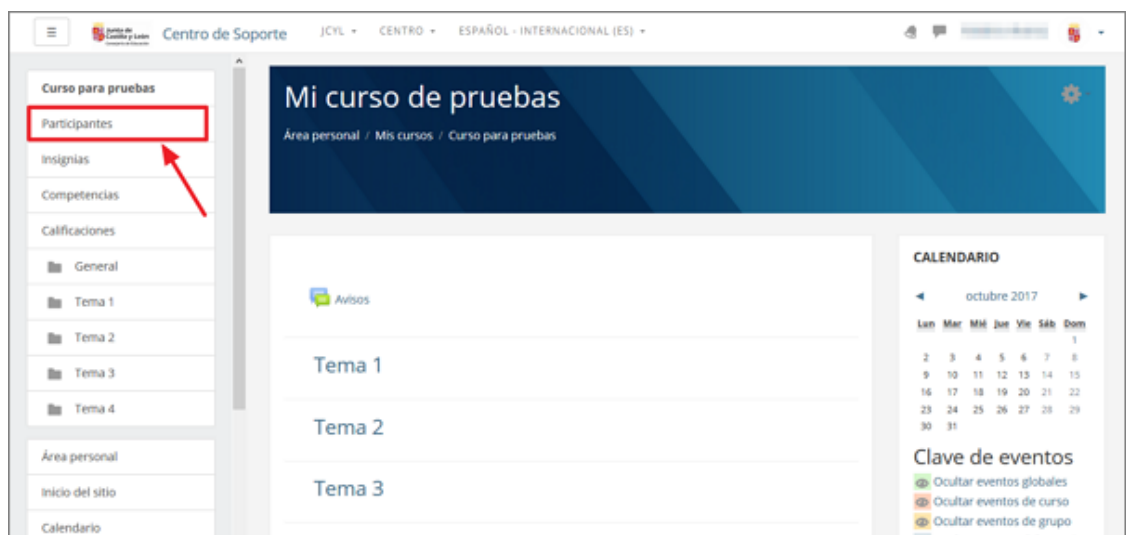 Junta de
Castilla y León
Centro de Soporte
JCYL
CENTRO
ESPAÑOL - INTERNACIONAL (ES)
Curso para pruebas
Participantes
Insignias
Competencias
Calificaciones
General
Tema 1
Tema 2
Tema 3
Tema 4
Área personal
Inicio del sitio
Calendario
Mi curso de pruebas
Área personal / Mis cursos / Curso para pruebas
Avisos
Tema 1
Tema 2
Tema 3
CALENDARIO
◄ octubre 2017 ►
Lun Mar Mié Jue Vie Sáb Dom
1
2 3 4 5 6 7 8
9 10 11 12 13 14 15
16 17 18 19 20 21 22
23 24 25 26 27 28 29
30 31
Clave de eventos
Ocultar eventos globales
Ocultar eventos de curso
Ocultar eventos de grupo